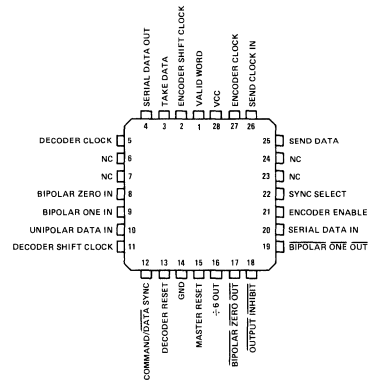 SERIAL DATA OUT
TAKE DATA
ENCODER SHIFT CLOCK
VALID WORD
VCC
ENCODER CLOCK
SEND CLOCK IN
4 3 2 1 28 27 26
DECODER CLOCK 5
NC 6
NC 7
BIPOLAR ZERO IN 8
BIPOLAR ONE IN 9
UNIPOLAR DATA IN 10
DECODER SHIFT CLOCK 11
25 SEND DATA
24 NC
23 NC
22 SYNC SELECT
21 ENCODER ENABLE
20 SERIAL DATA IN
19 BIPOLAR ONE OUT
12 13 14 15 16 17 18
COMMAND/DATA SYNC
DECODER RESET
GND
MASTER RESET
÷ 6 OUT
BIPOLAR ZERO OUT
OUTPUT INHIBIT